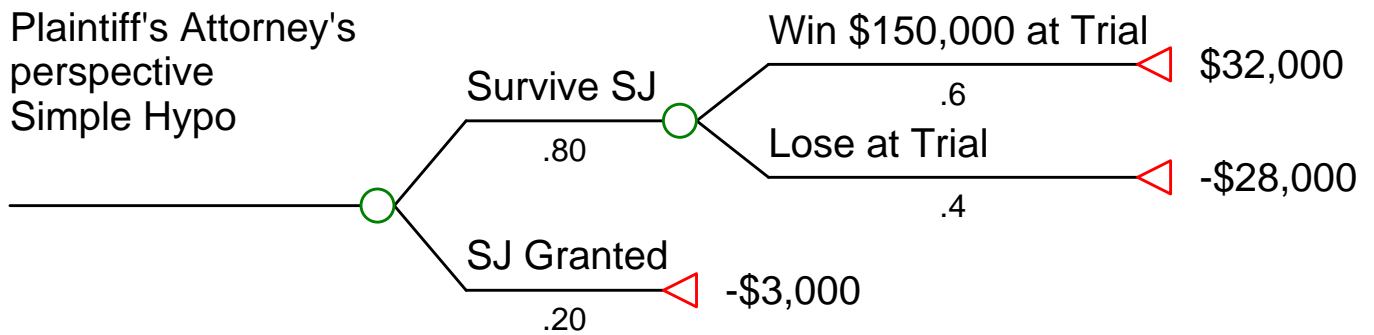 Plaintiff's Attorney's
perspective
Simple Hypo
Win $150,000 at Trial
$32,000
.6
Survive SJ
.80
Lose at Trial
-$28,000
.4
SJ Granted
-$3,000
.20